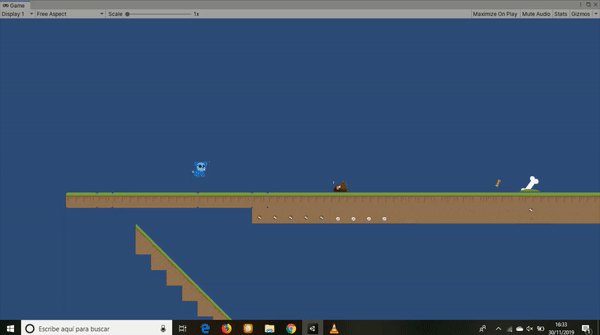 Game
Display 1 Free Aspect Scale 1x Maximize On Play Mute Audio Stats Gizmos
Escribe aquí para buscar
16:33
30/11/2019